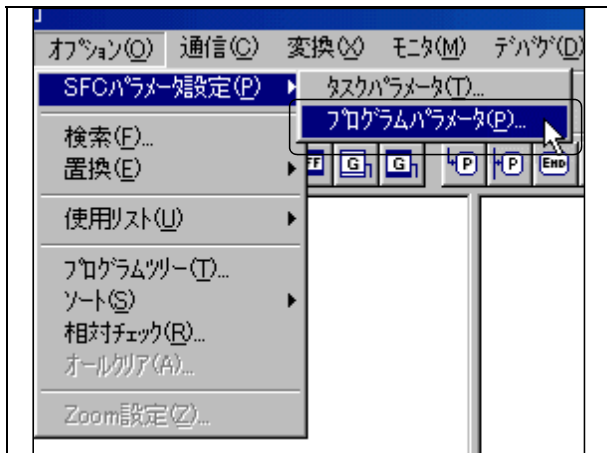 オプション(O) 通信(C) 変換(X) モニタ(M) デバグ(D)
SFCパラメータ設定(P)
タスクパラメータ(T)...
プログラムパラメータ(P)...
検索(F)...
置換(E)
使用リスト(U)
プログラムツリー(T)...
ソート(S)
相対チェック(R)...
オールクリア(A)...
Zoom設定(Z)...
FF G G P P END